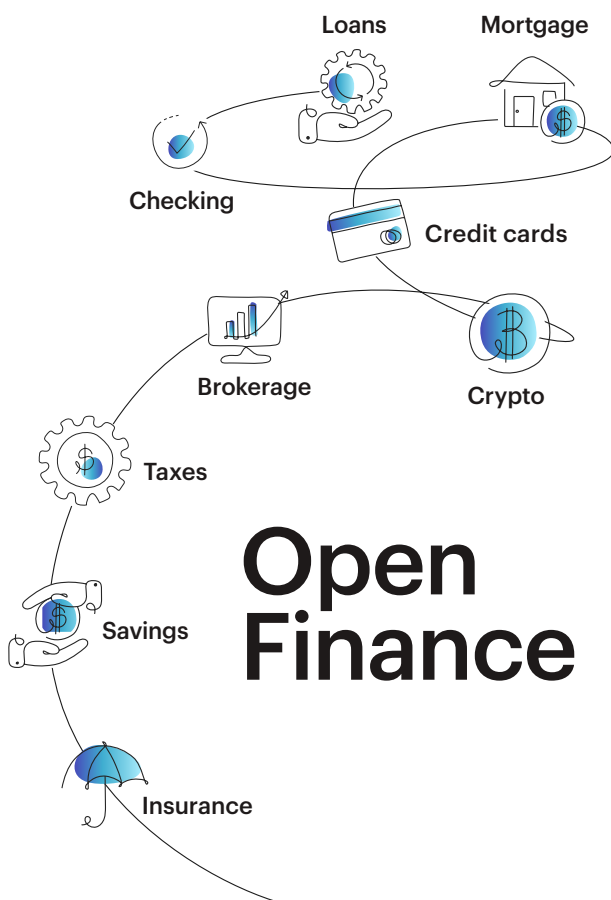 Loans
Mortgage
Checking
Credit cards
Brokerage
Crypto
Taxes
Open
Finance
Savings
Insurance